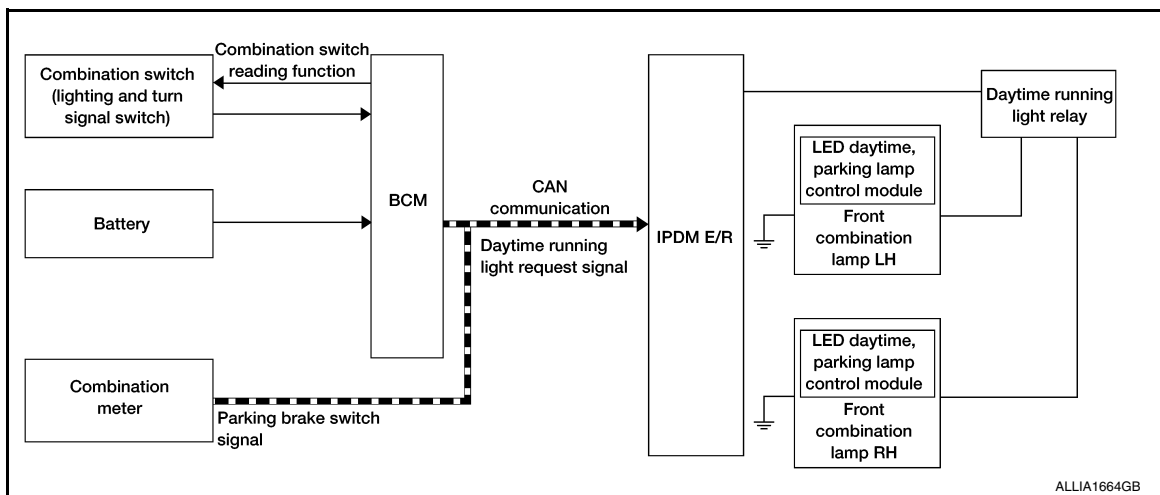 Combination switch
reading function
Combination switch
(lighting and turn
signal switch)
BCM
Battery
CAN
communication
Daytime running
light request signal
IPDM E/R
Daytime running
light relay
LED daytime,
parking lamp
control module
Front
combination
lamp LH
LED daytime,
parking lamp
control module
Front
combination
lamp RH
Combination
meter
Parking brake switch
signal
ALLIA1664GB